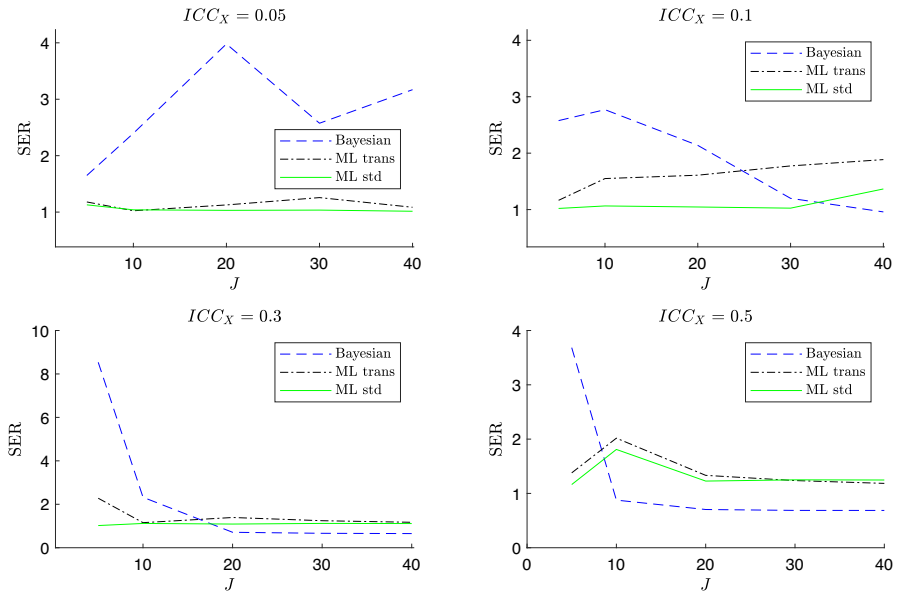 ICC_X = 0.05
4
3
2
1
SER
10
20
30
40
J
Bayesian
ML trans
ML std
ICC_X = 0.1
4
3
2
1
SER
10
20
30
40
J
Bayesian
ML trans
ML std
ICC_X = 0.3
10
8
6
4
2
0
SER
10
20
30
40
J
Bayesian
ML trans
ML std
ICC_X = 0.5
4
3
2
1
0
SER
0
10
20
30
40
J
Bayesian
ML trans
ML std